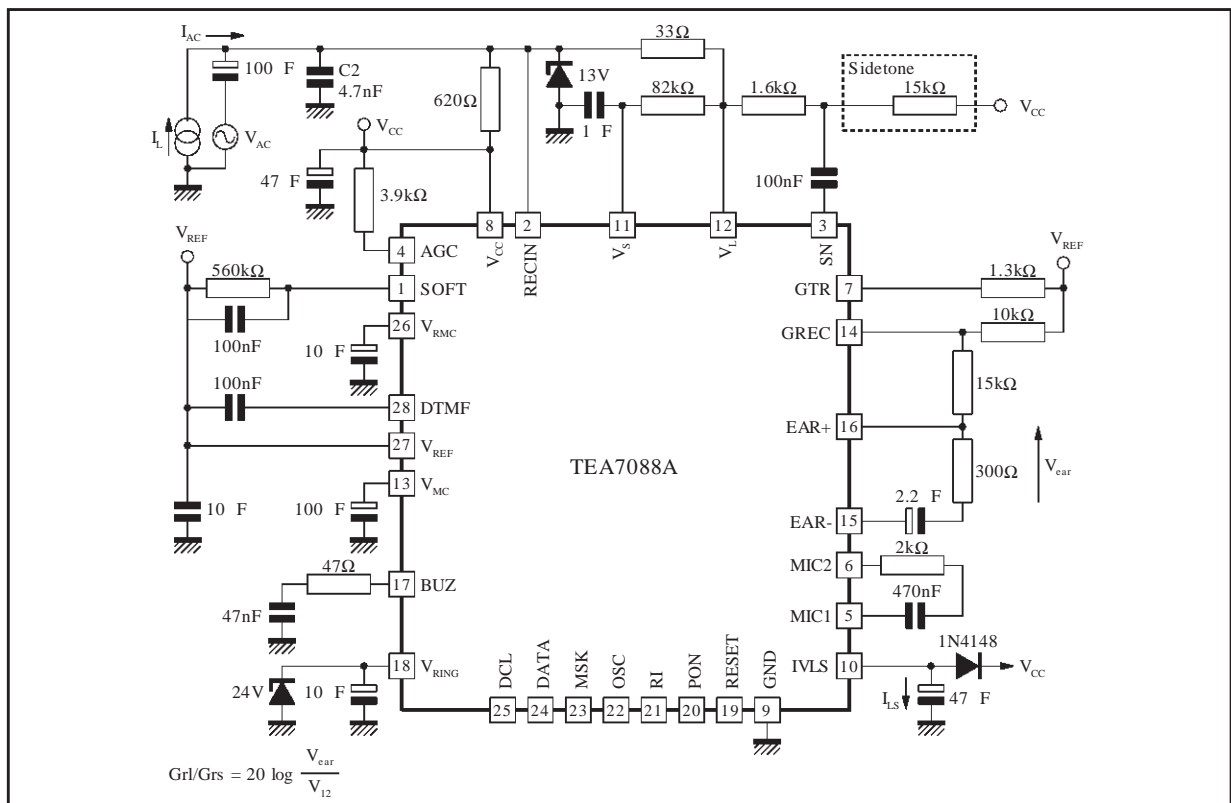 I_AC
100 F
C2
4.7nF
I_L
V_AC
620Ω
13V
1 F
33Ω
82kΩ
1.6kΩ
Sidetone
15kΩ
V_CC
V_CC
47 F
3.9kΩ
100nF
8
2
11
12
3
V_CC
RECIN
V_S
V_L
SN
V_REF
560kΩ
100nF
4
AGC
1
SOFT
26
V_RMC
10 F
100nF
28
DTMF
27
V_REF
13
V_MC
10 F
100 F
47Ω
17
BUZ
47nF
18
V_RING
24V
10 F
TEA7088A
V_REF
1.3kΩ
GTR
7
10kΩ
GREC
14
15kΩ
EAR+
16
300Ω
V_ear
2.2 F
EAR-
15
2kΩ
MIC2
6
470nF
MIC1
5
1N4148
IVLS
10
V_CC
I_LS
47 F
DCL
DATA
MSK
OSC
RI
PON
RESET
GND
25
24
23
22
21
20
19
9
Grl/Grs = 20 log V_ear / V_12